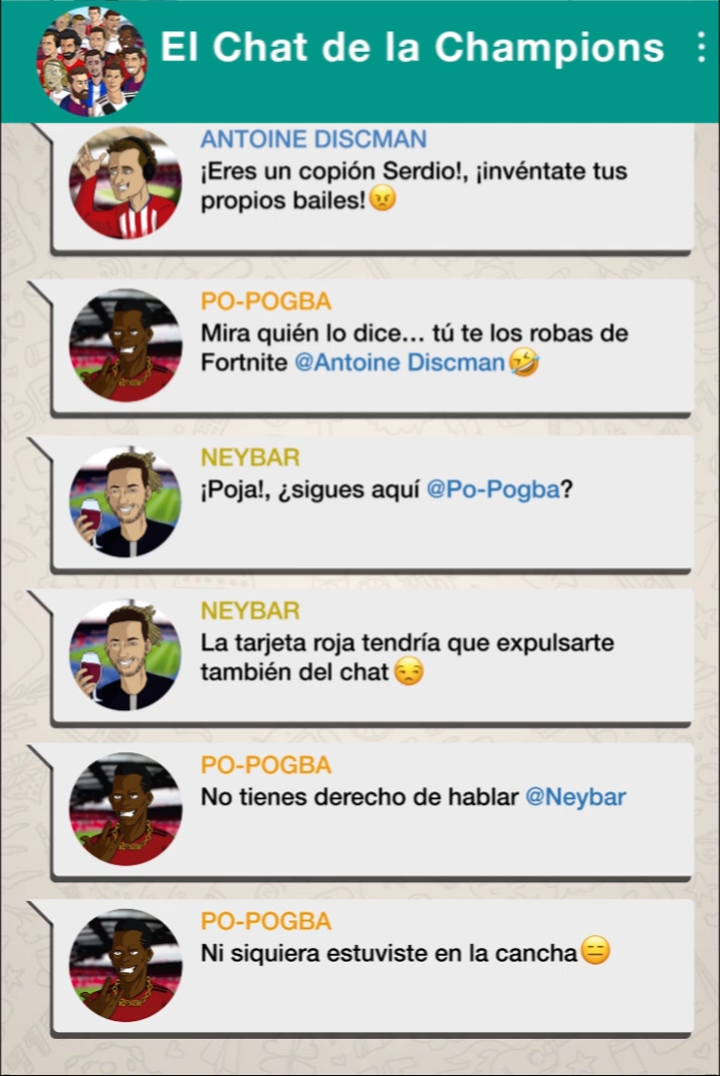 El Chat de la Champions
ANTOINE DISCMAN
¡Eres un copión Serdio!, ¡invéntate tus
propios bailes!😠
PO-POGBA
Mira quién lo dice... tú te los robas de
Fortnite @Antoine Discman🤣
NEYBAR
¡Poja!, ¿sigues aquí @Po-Pogba?
NEYBAR
La tarjeta roja tendría que expulsarte
también del chat😒
PO-POGBA
No tienes derecho de hablar @Neybar
PO-POGBA
Ni siquiera estuviste en la cancha😑